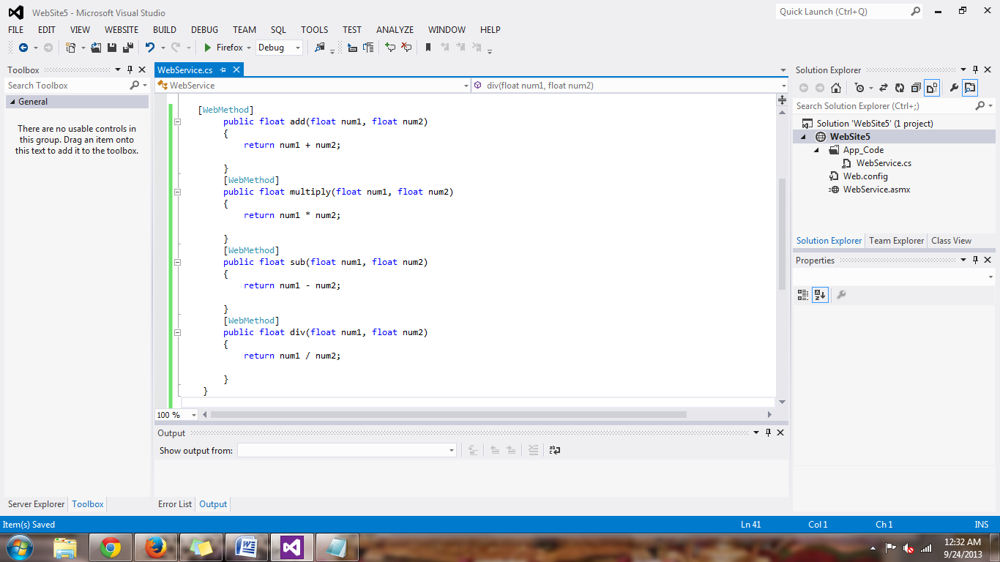 WebSite5 - Microsoft Visual Studio
Quick Launch (Ctrl+Q)
FILE EDIT VIEW WEBSITE BUILD DEBUG TEAM SQL TOOLS TEST ANALYZE WINDOW HELP
Firefox Debug
Toolbox
Search Toolbox
General
There are no usable controls in
this group. Drag an item onto
this text to add it to the toolbox.
Server Explorer Toolbox
WebService.cs
WebService div(float num1, float num2)
[WebMethod]
public float add(float num1, float num2)
{
return num1 + num2;
}
[WebMethod]
public float multiply(float num1, float num2)
{
return num1 * num2;
}
[WebMethod]
public float sub(float num1, float num2)
{
return num1 - num2;
}
[WebMethod]
public float div(float num1, float num2)
{
return num1 / num2;
}
}
100 %
Output
Show output from:
Error List Output
Solution Explorer
Search Solution Explorer (Ctrl+;)
Solution 'WebSite5' (1 project)
WebSite5
App_Code
WebService.cs
Web.config
WebService.asmx
Solution Explorer Team Explorer Class View
Properties
Item(s) Saved Ln 41 Col 1 Ch 1 INS
12:32 AM
9/24/2013